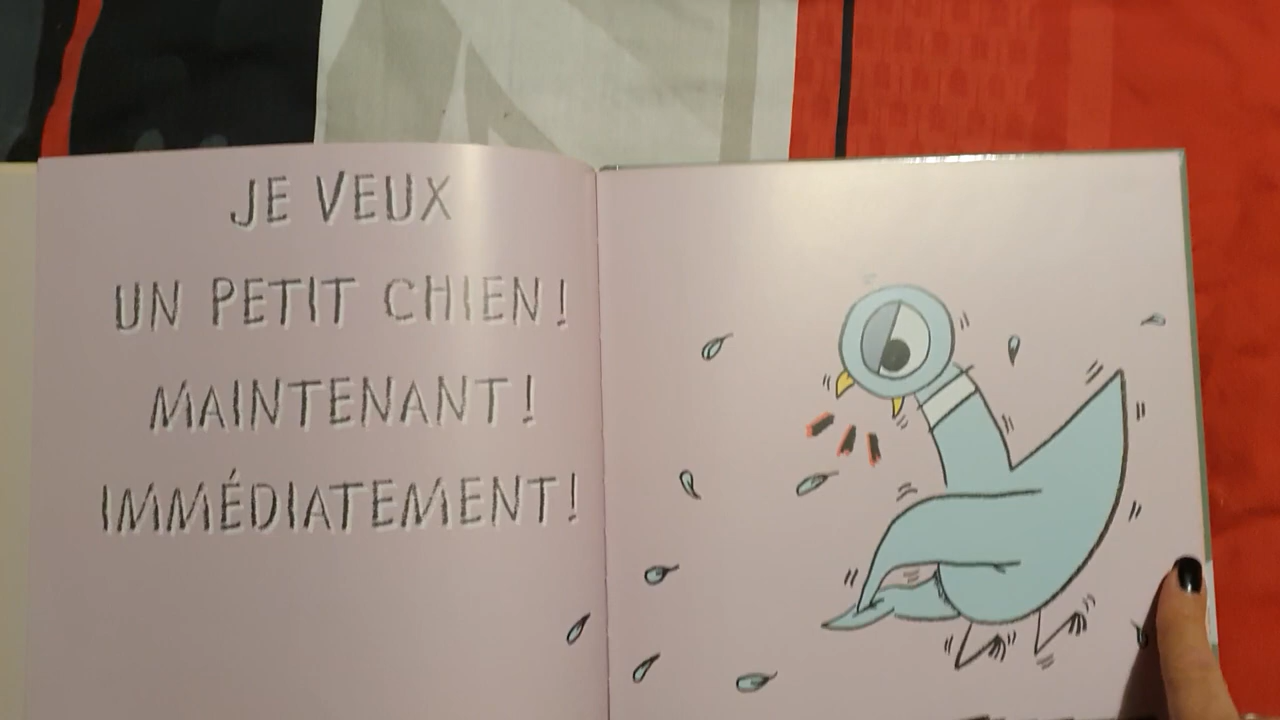 JE VEUX
UN PETIT CHIEN !
MAINTENANT !
IMMÉDIATEMENT !